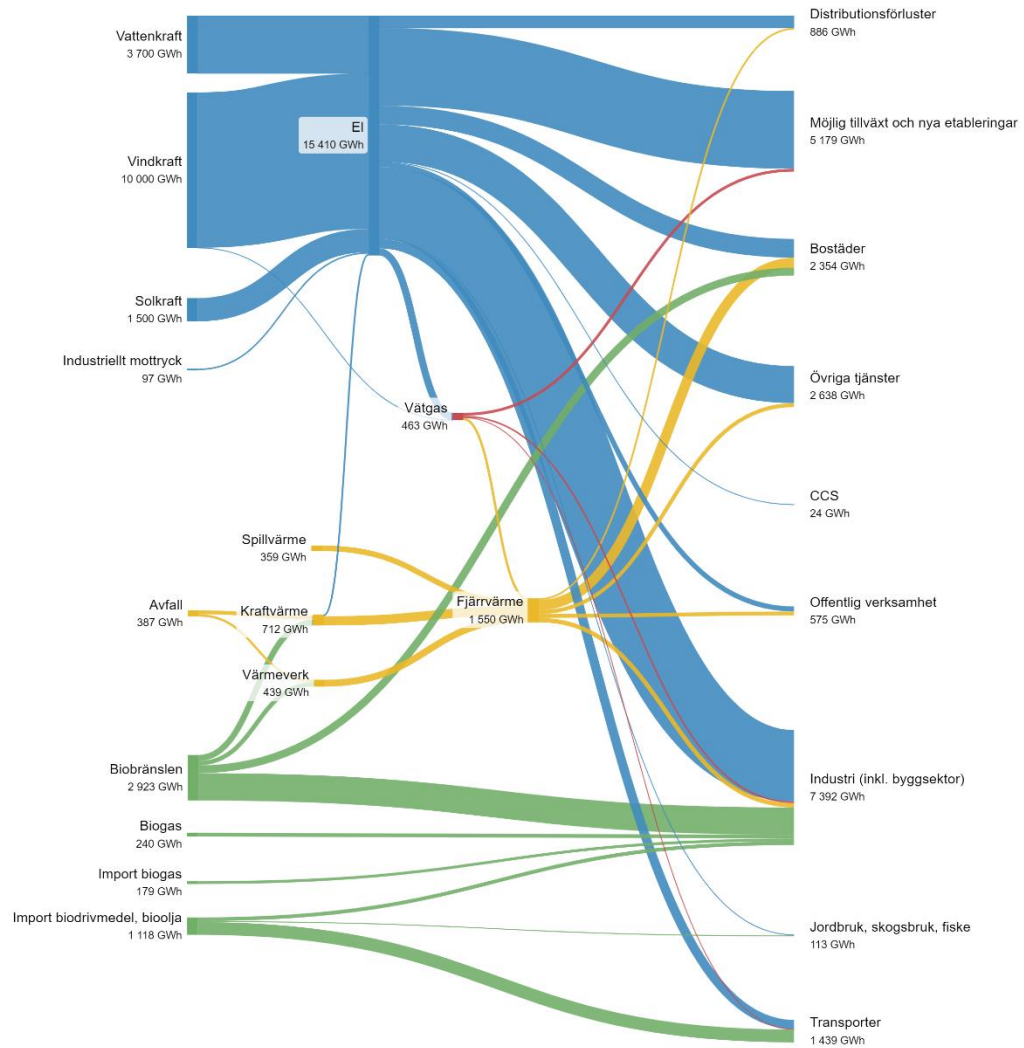 Vattenkraft
3 700 GWh
Vindkraft
10 000 GWh
Solkraft
1 500 GWh
Industriellt mottryck
97 GWh
Avfall
387 GWh
Biobränslen
2 923 GWh
Biogas
240 GWh
Import biogas
179 GWh
Import biodrivmedel, bioolja
1 118 GWh
El
15 410 GWh
Spillvärme
359 GWh
Kraftvärme
712 GWh
Värmeverk
439 GWh
Vätgas
463 GWh
Fjärrvärme
1 550 GWh
Distributionsförluster
886 GWh
Möjlig tillväxt och nya etableringar
5 179 GWh
Bostäder
2 354 GWh
Övriga tjänster
2 638 GWh
CCS
24 GWh
Offentlig verksamhet
575 GWh
Industri (inkl. byggsektor)
7 392 GWh
Jordbruk, skogsbruk, fiske
113 GWh
Transporter
1 439 GWh